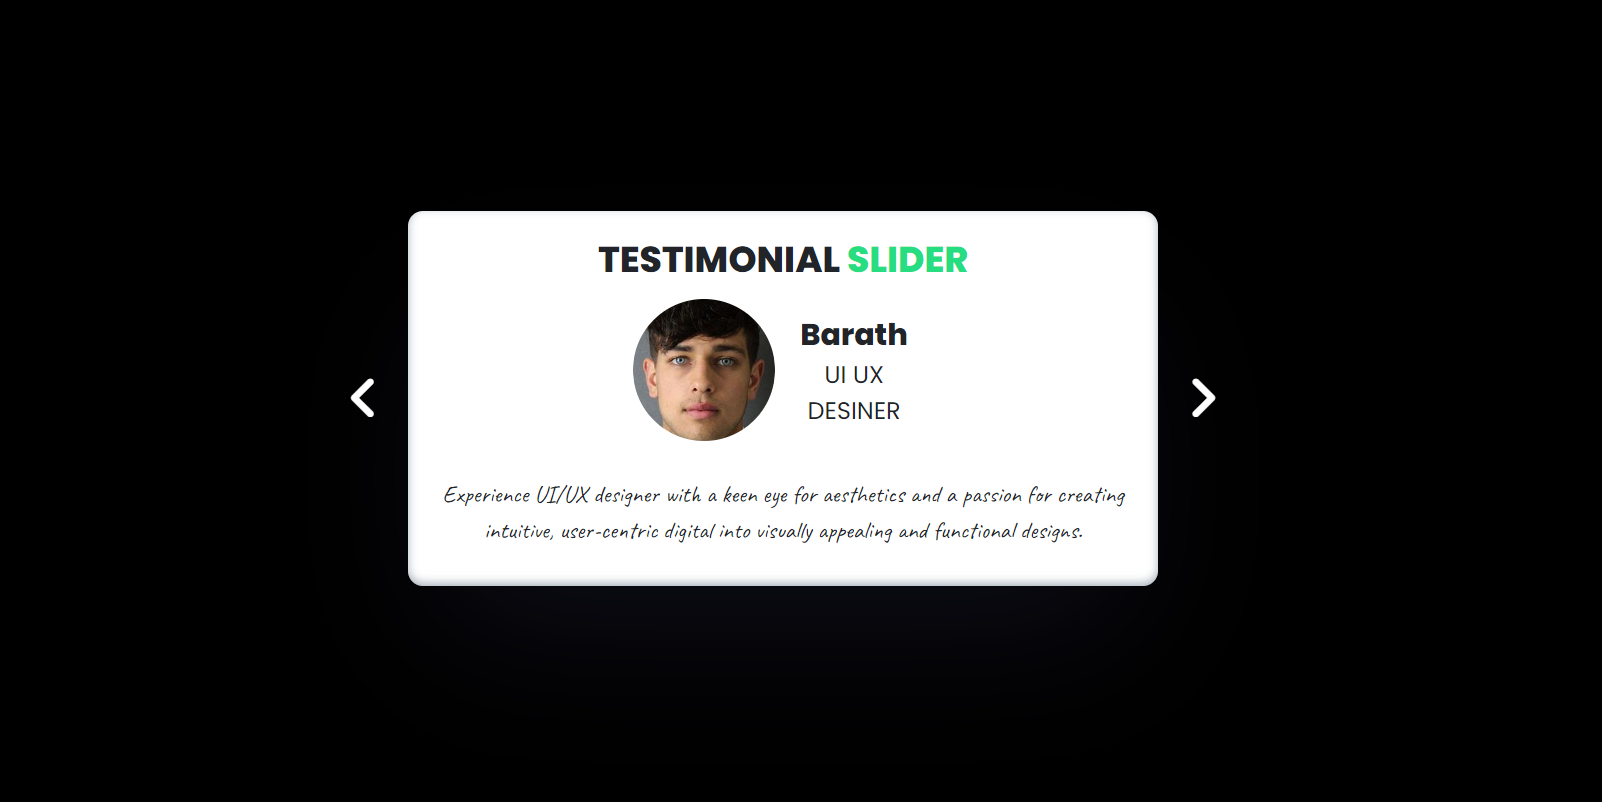 TESTIMONIAL SLIDER
Barath
UI UX
DESINER
Experience UI/UX designer with a keen eye for aesthetics and a passion for creating
intuitive, user-centric digital into visually appealing and functional designs.